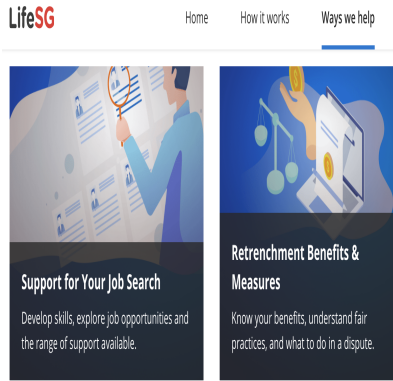 LifeSG Home How it works Ways we help
Support for Your Job Search
Develop skills, explore job opportunities and
the range of support available.
Retrenchment Benefits &
Measures
Know your benefits, understand fair
practices, and what to do in a dispute.